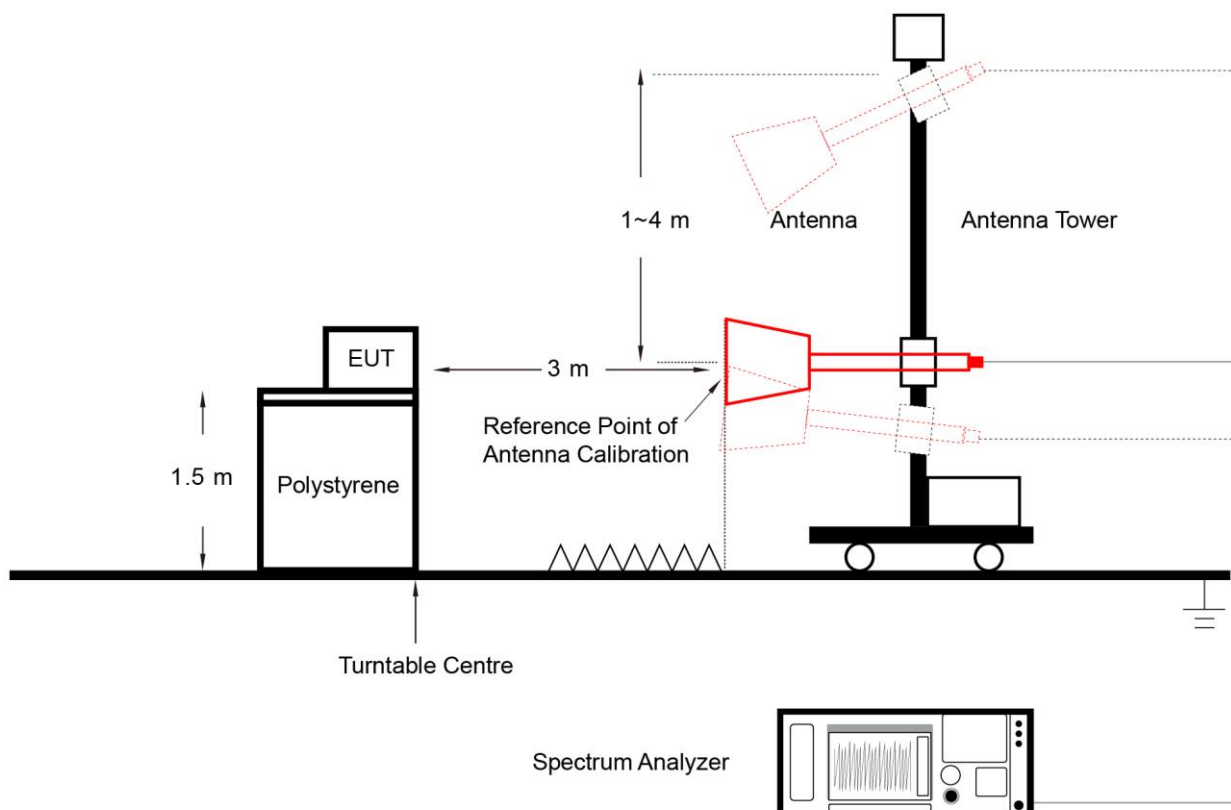 1~4 m
Antenna
Antenna Tower
EUT
3 m
Reference Point of
Antenna Calibration
1.5 m
Polystyrene
Turntable Centre
Spectrum Analyzer